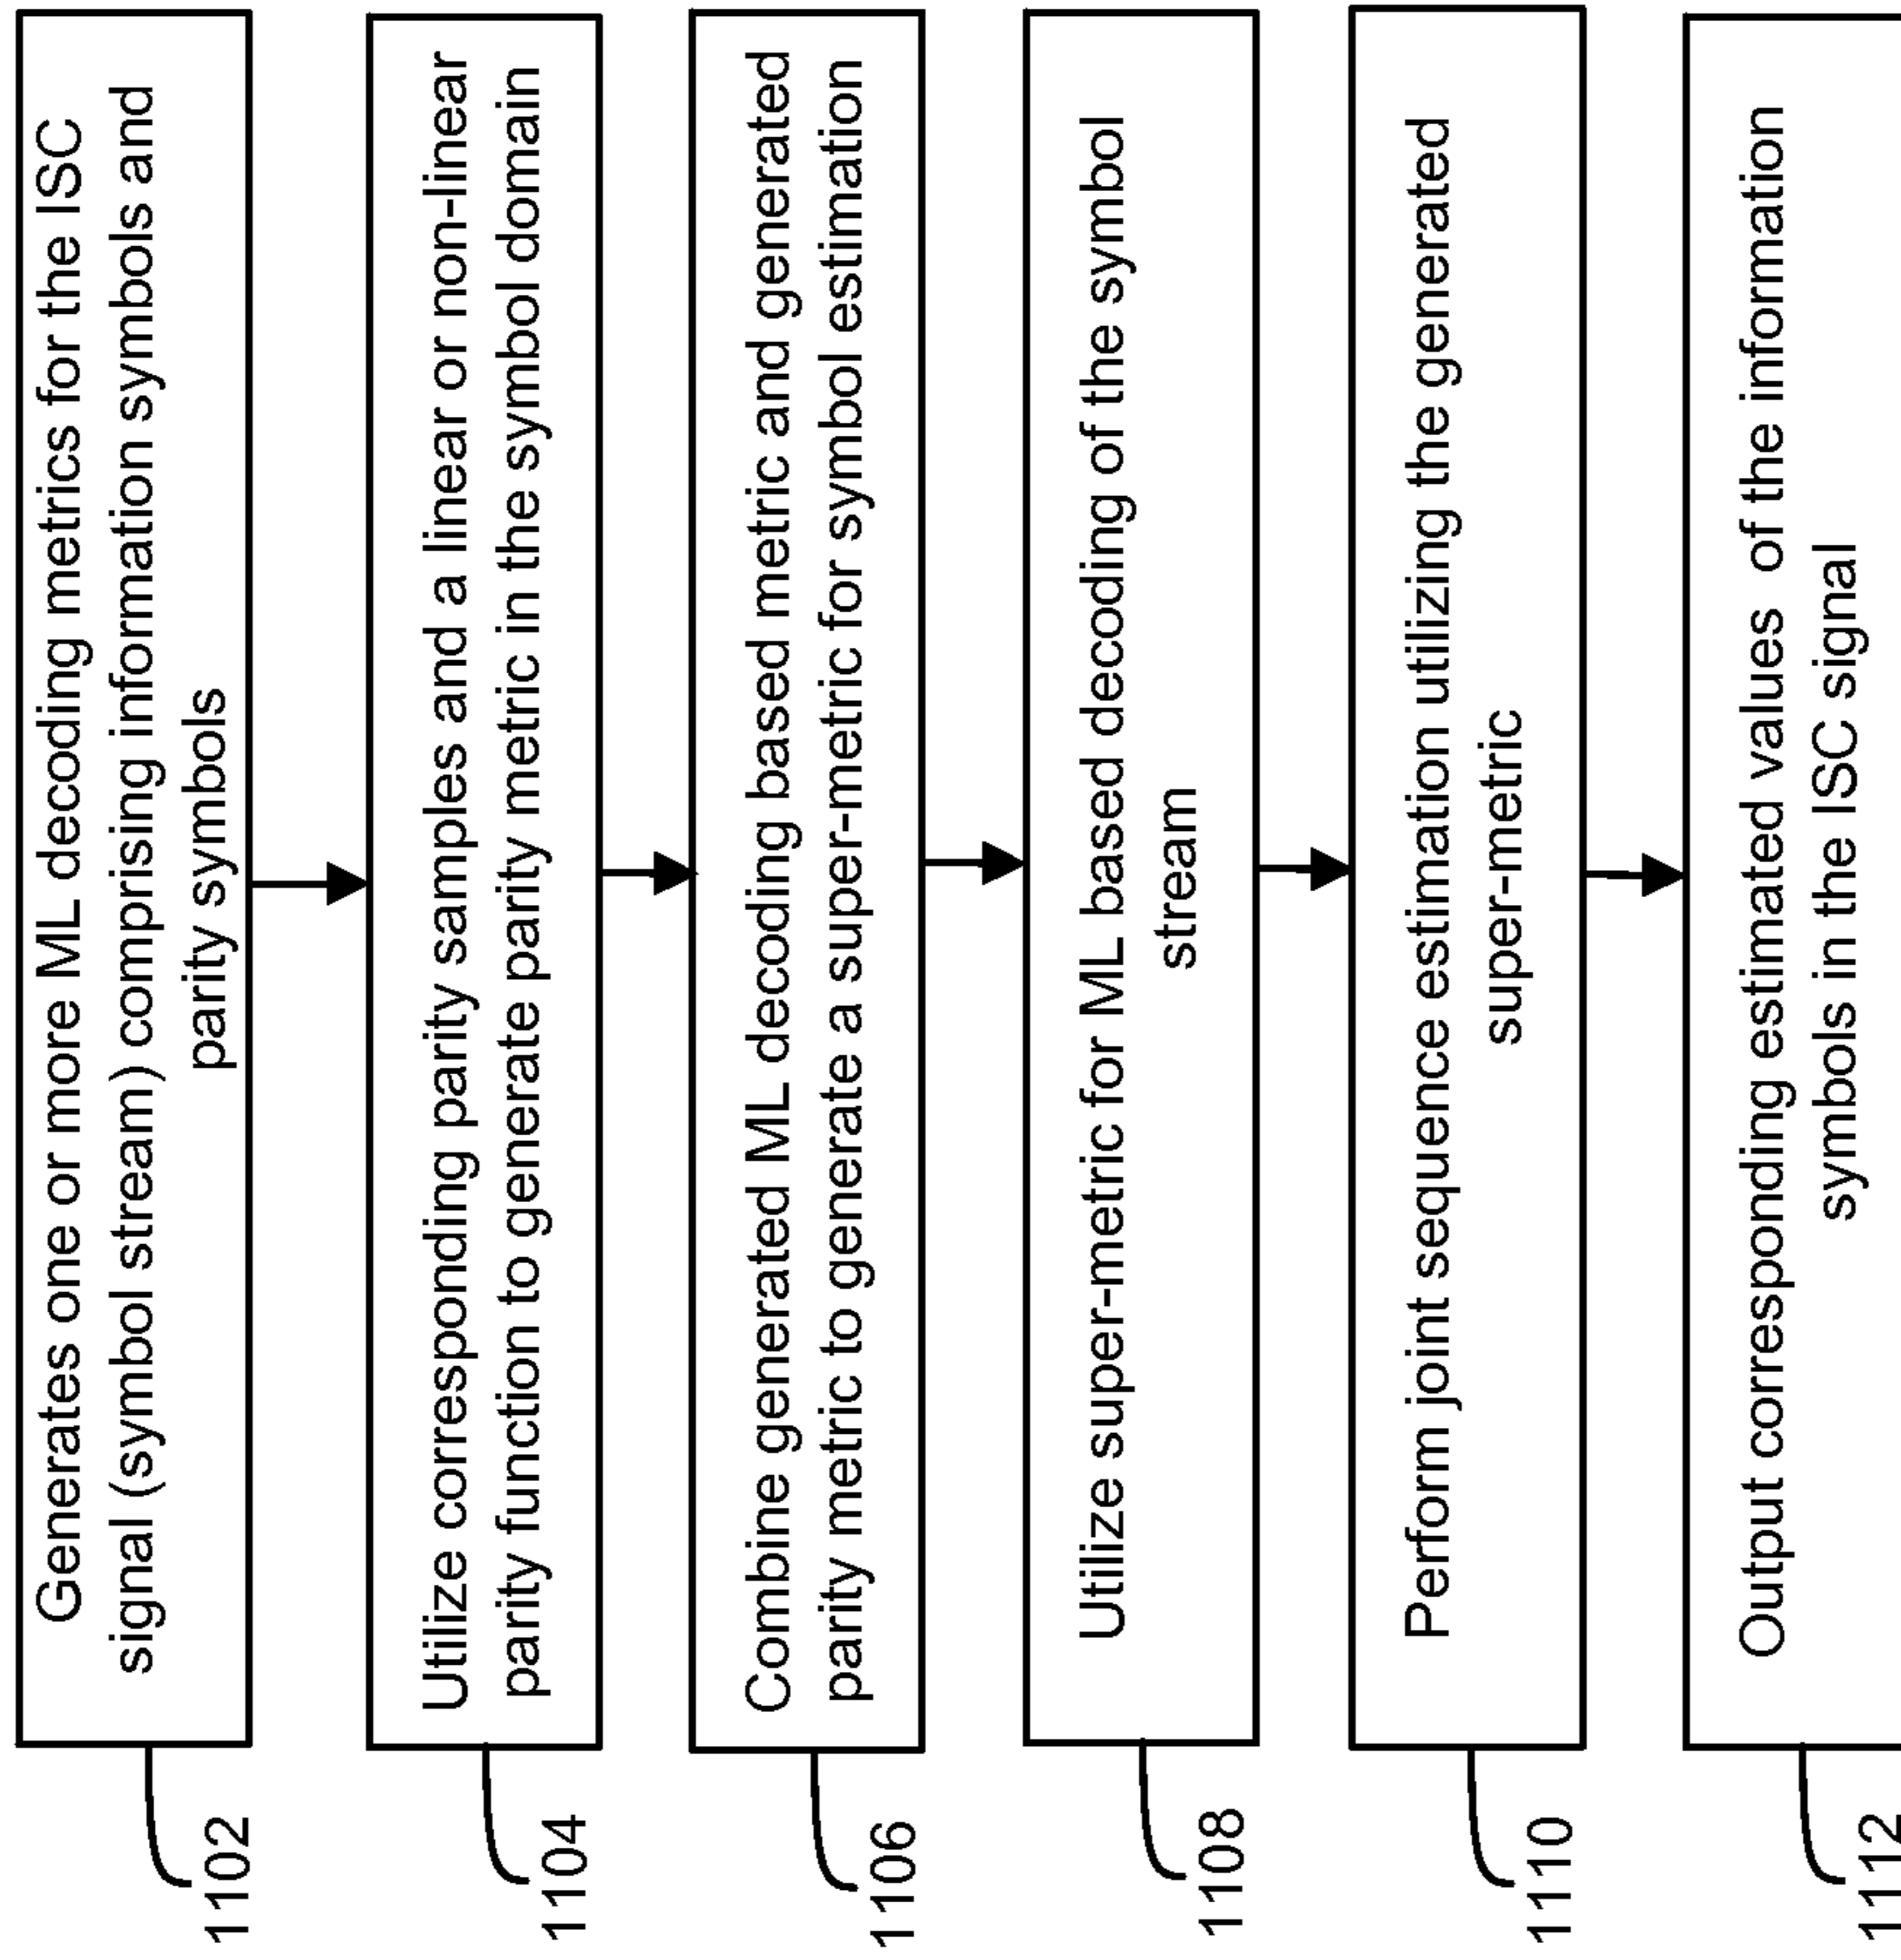 Generates one or more ML decoding metrics for the ISC
signal (symbol stream) comprising information symbols and
parity symbols
1102
Utilize corresponding parity samples and a linear or non-linear
parity function to generate parity metric in the symbol domain
1104
Combine generated ML decoding based metric and generated
parity metric to generate a super-metric for symbol estimation
1106
Utilize super-metric for ML based decoding of the symbol
stream
1108
Perform joint sequence estimation utilizing the generated
super-metric
1110
Output corresponding estimated values of the information
symbols in the ISC signal
1112